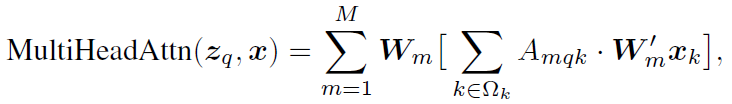 MultiHeadAttn(z_q, x) = \sum_{m=1}^{M} W_m [ \sum_{k \in \Omega_k} A_{mqk} \cdot W'_m x_k ],